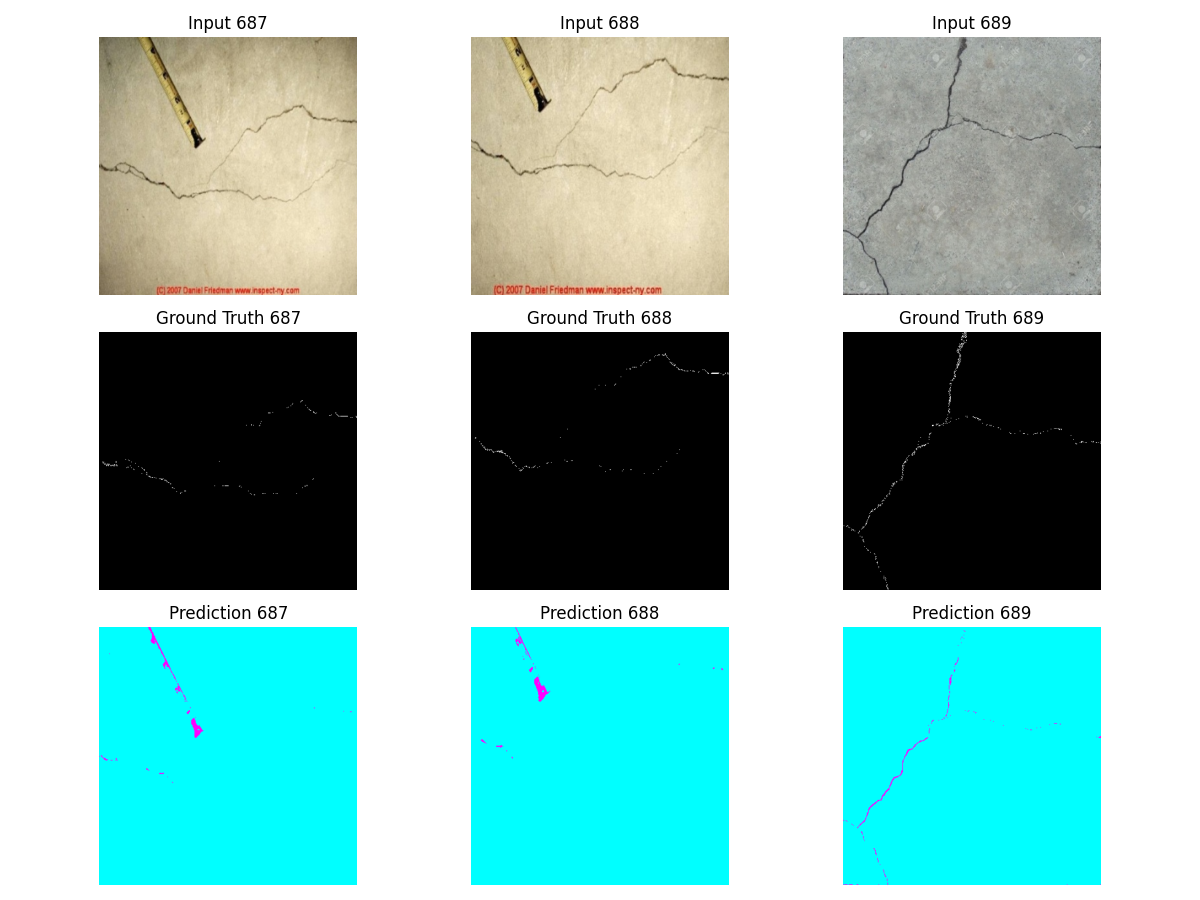 Input 687
Input 688
Input 689
(C) 2007 Daniel Friedman www.inspect-ny.com
(C) 2007 Daniel Friedman www.inspect-ny.com
Ground Truth 687
Ground Truth 688
Ground Truth 689
Prediction 687
Prediction 688
Prediction 689